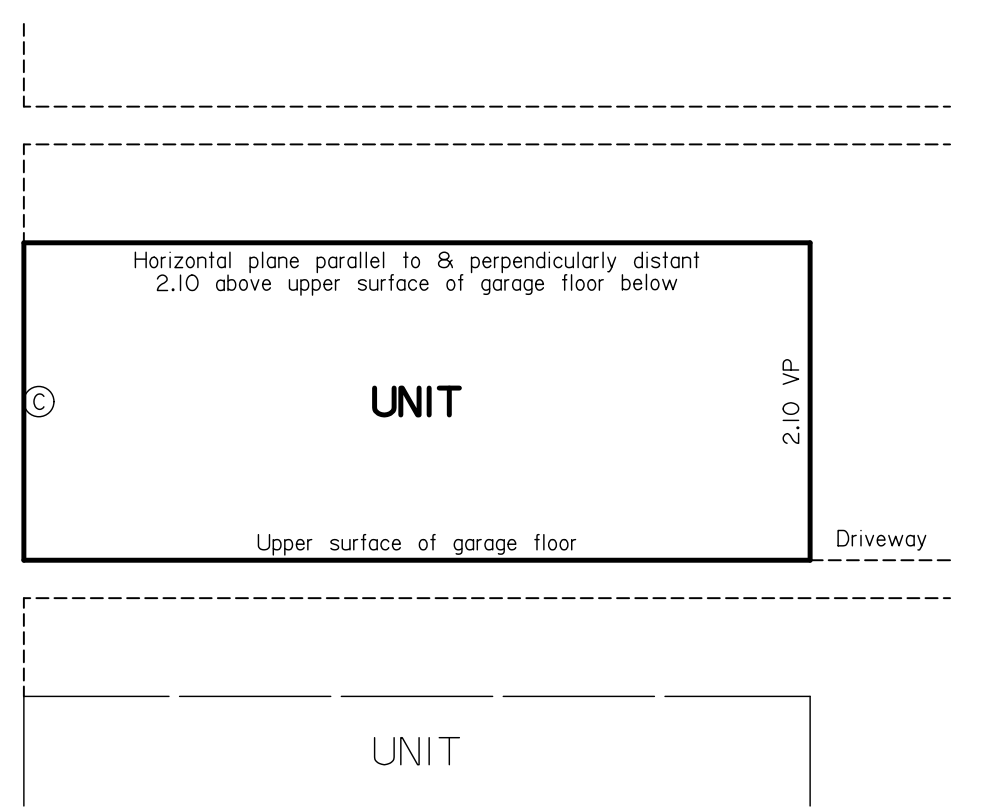 Horizontal plane parallel to & perpendicularly distant
2.10 above upper surface of garage floor below
C
UNIT
2.10 VP
Upper surface of garage floor
Driveway
UNIT